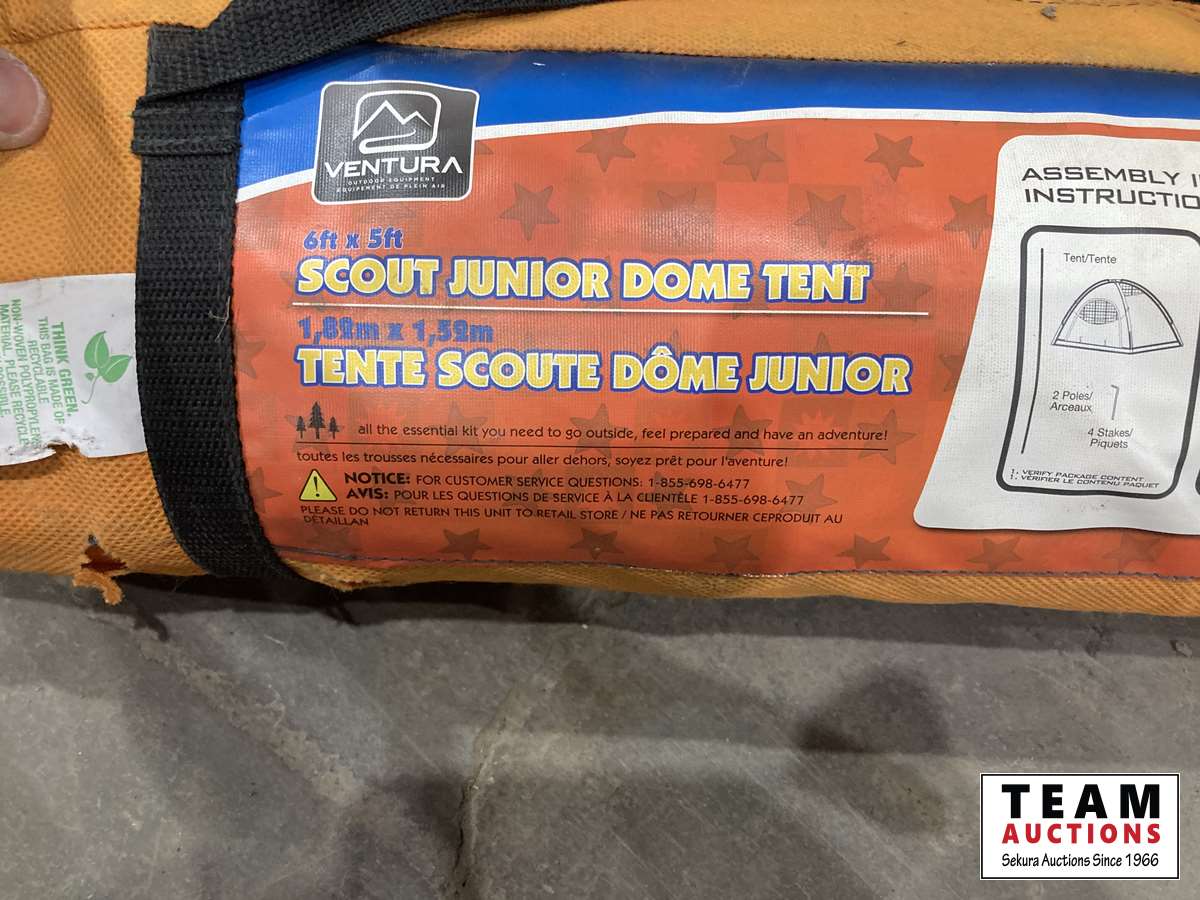 VENTURA
OUTDOOR EQUIPMENT
EQUIPEMENT DE PLEIN AIR
6ft x 5ft
SCOUT JUNIOR DOME TENT
1,82m x 1,52m
TENTE SCOUTE DÔME JUNIOR
all the essential kit you need to go outside, feel prepared and have an adventure!
toutes les trousses nécessaires pour aller dehors, soyez prêt pour l'aventure!
NOTICE: FOR CUSTOMER SERVICE QUESTIONS: 1-855-698-6477
AVIS: POUR LES QUESTIONS DE SERVICE À LA CLIENTÈLE 1-855-698-6477
PLEASE DO NOT RETURN THIS UNIT TO RETAIL STORE / NE PAS RETOURNER CEPRODUIT AU
DÉTAILLAN
ASSEMBLY
INSTRUCTIO
Tent/Tente
2 Poles/
Arceaux
4 Stakes/
Piquets
1. VERIFY PACKAGE CONTENT
1. VERIFIER LE CONTENU PAQUET
THINK GREEN.
THIS BAG IS MADE OF
RECYCLABLE
NON-WOVEN POLYPROPYLENE
MATERIAL. PLEASE RECYCLE
TEAM
AUCTIONS
Sekura Auctions Since 1966